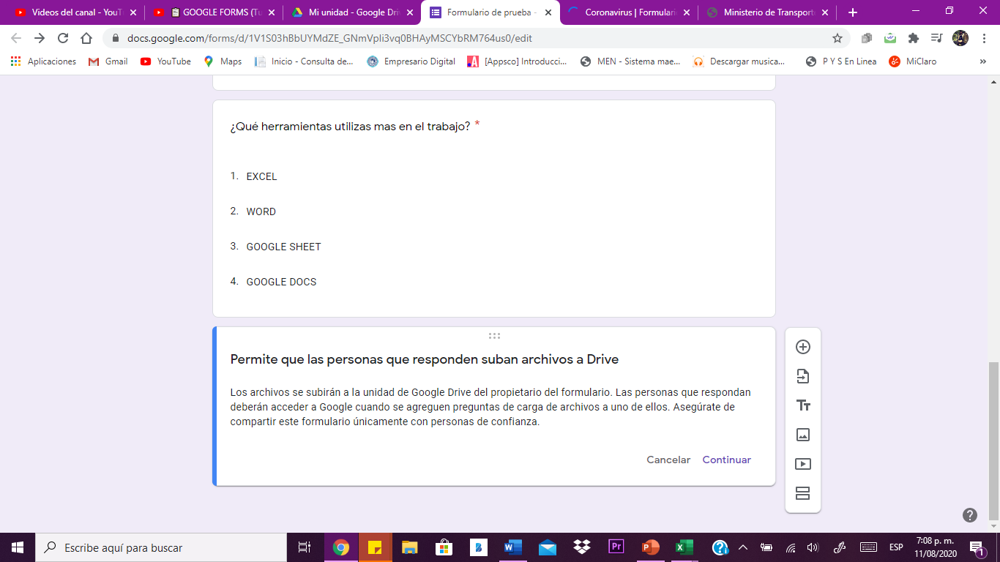 Videos del canal - YouT
GOOGLE FORMS (Tu
Mi unidad - Google Dri
Formulario de prueba -
Coronavirus | Formulari
Ministerio de Transport
docs.google.com/forms/d/1V1S03hBbUYMdZE_GNmVpIi3vq0BHAyMSCYbRM764us0/edit
Aplicaciones
Gmail
YouTube
Maps
Inicio - Consulta de...
Empresario Digital
[Appsco] Introducci...
MEN - Sistema mae...
Descargar musica...
P Y S En Linea
MiClaro
»
¿Qué herramientas utilizas mas en el trabajo? *
1. EXCEL
2. WORD
3. GOOGLE SHEET
4. GOOGLE DOCS
Permite que las personas que responden suban archivos a Drive
Los archivos se subirán a la unidad de Google Drive del propietario del formulario. Las personas que respondan
deberán acceder a Google cuando se agreguen preguntas de carga de archivos a uno de ellos. Asegúrate de
compartir este formulario únicamente con personas de confianza.
Cancelar Continuar
Escribe aquí para buscar
ESP
7:08 p. m.
11/08/2020
1